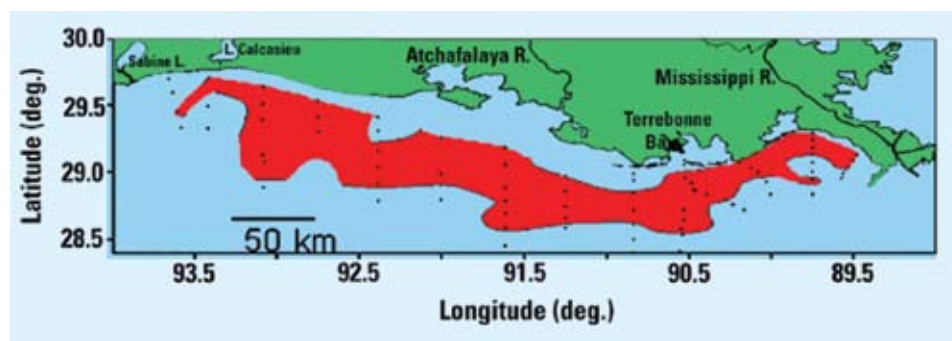 30.0
29.5
29.0
28.5
Latitude (deg.)
Sabine L.
L. Calcasieu
Atchafalaya R.
Mississippi R.
Terrebonne
Bay
50 km
93.5 92.5 91.5 90.5 89.5
Longitude (deg.)